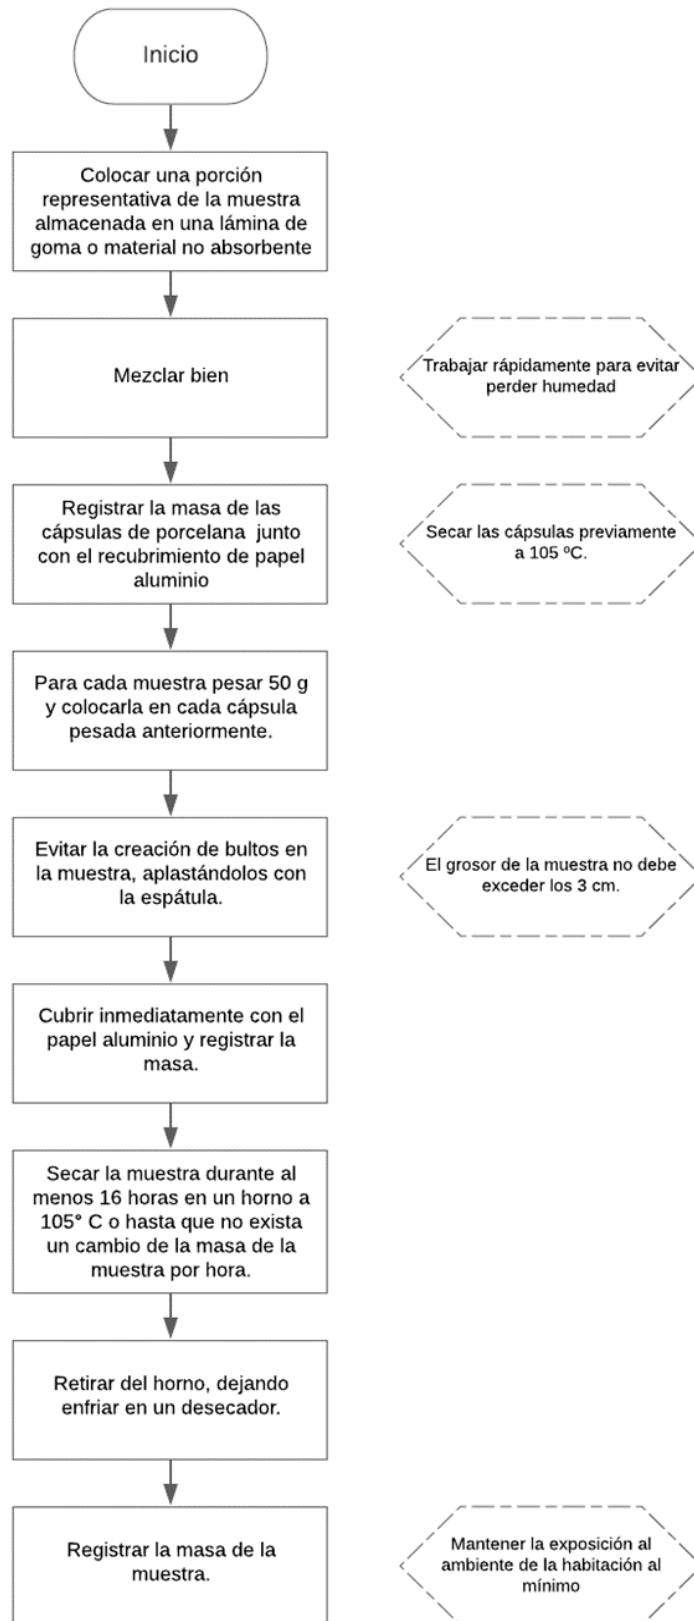 Inicio
Colocar una porción
representativa de la muestra
almacenada en una lámina de
goma o material no absorbente
Mezclar bien
Trabajar rápidamente para evitar
perder humedad
Registrar la masa de las
cápsulas de porcelana junto
con el recubrimiento de papel
aluminio
Secar las cápsulas previamente
a 105 ºC.
Para cada muestra pesar 50 g
y colocarla en cada cápsula
pesada anteriormente.
Evitar la creación de bultos en
la muestra, aplastándolos con
la espátula.
El grosor de la muestra no debe
exceder los 3 cm.
Cubrir inmediatamente con el
papel aluminio y registrar la
masa.
Secar la muestra durante al
menos 16 horas en un horno a
105° C o hasta que no exista
un cambio de la masa de la
muestra por hora.
Retirar del horno, dejando
enfriar en un desecador.
Registrar la masa de la
muestra.
Mantener la exposición al
ambiente de la habitación al
mínimo